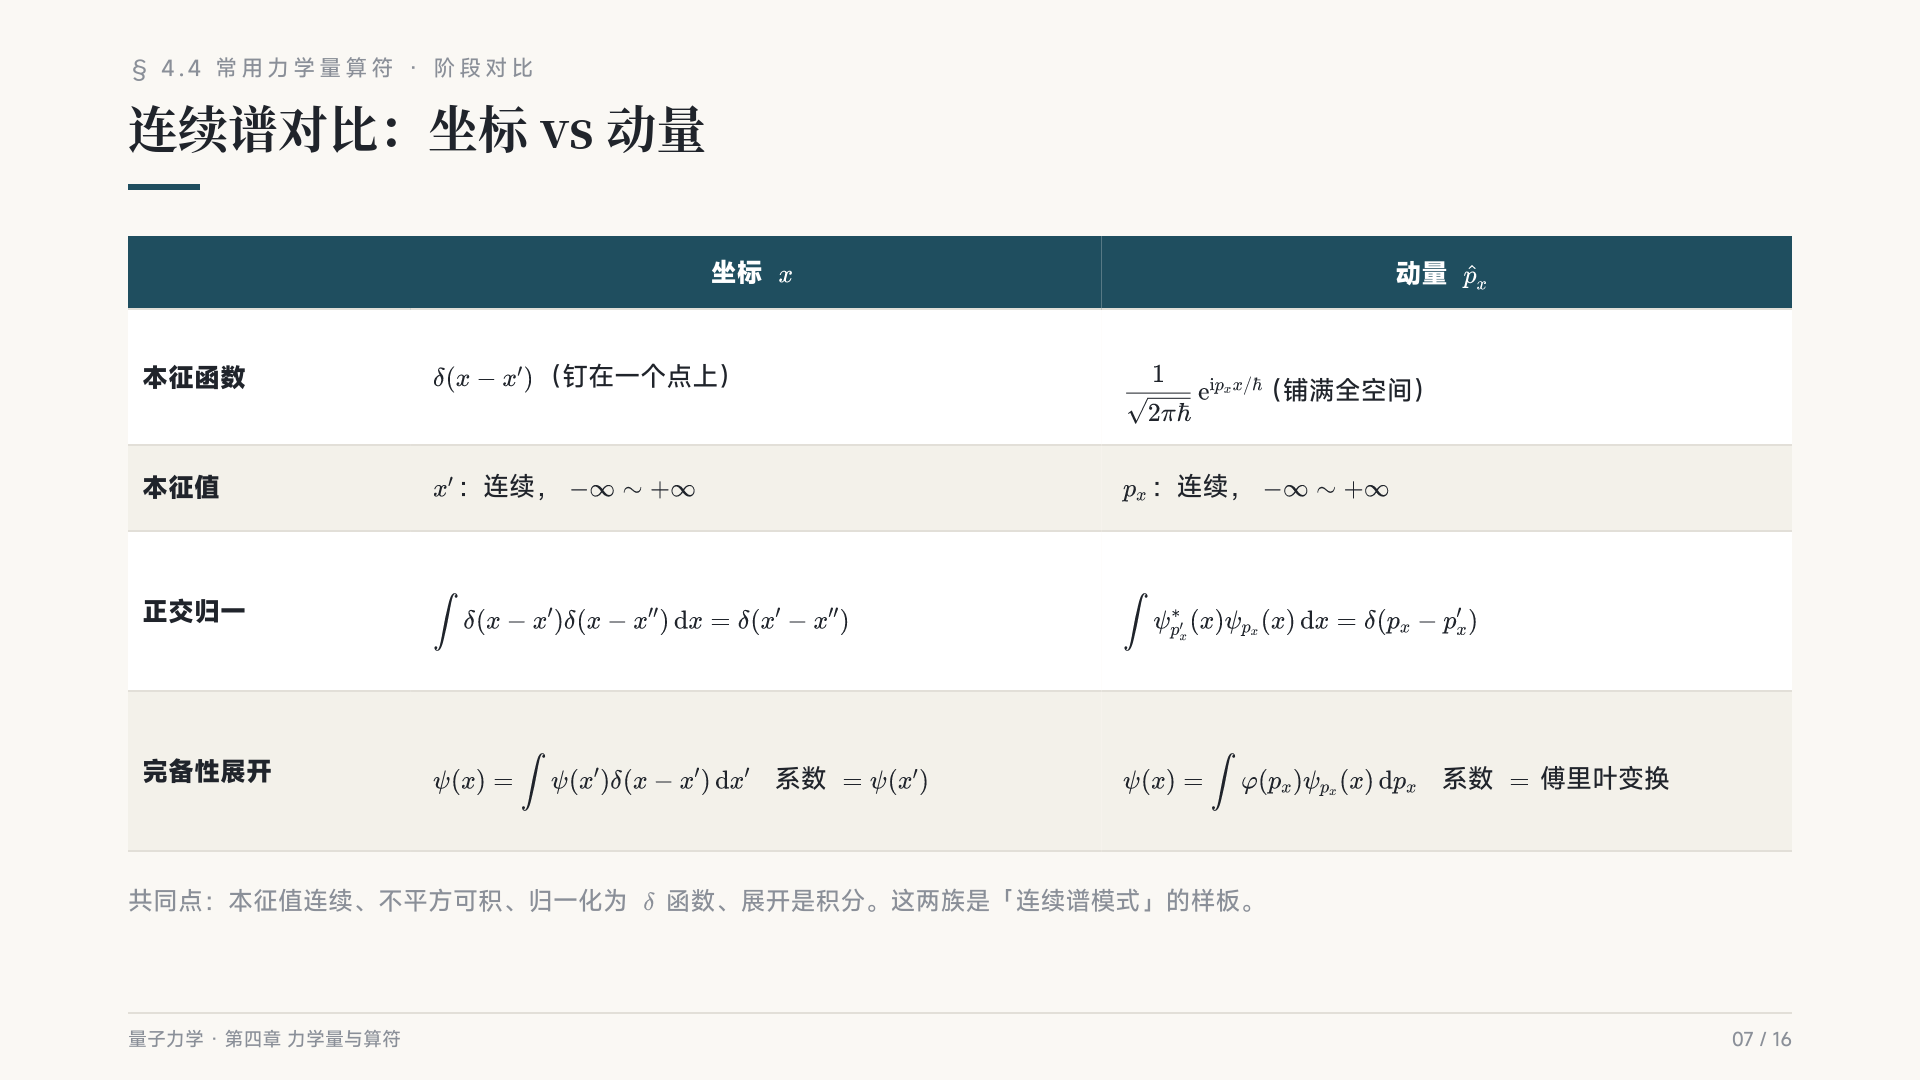 § 4.4 常用力学量算符 · 阶段对比
连续谱对比：坐标 vs 动量
坐标 x
动量 p̂ₓ
本征函数
δ(x − x′)（钉在一个点上）
1/√(2πħ) e^{ipₓx/ħ}（铺满全空间）
本征值
x′：连续， −∞ ∼ +∞
pₓ：连续， −∞ ∼ +∞
正交归一
∫ δ(x − x′)δ(x − x″) dx = δ(x′ − x″)
∫ ψ*_{p′ₓ}(x)ψ_{pₓ}(x) dx = δ(pₓ − p′ₓ)
完备性展开
ψ(x) = ∫ ψ(x′)δ(x − x′) dx′ 系数 = ψ(x′)
ψ(x) = ∫ φ(pₓ)ψ_{pₓ}(x) dpₓ 系数 = 傅里叶变换
共同点：本征值连续、不平方可积、归一化为 δ 函数、展开是积分。这两族是「连续谱模式」的样板。
量子力学 · 第四章 力学量与算符
07 / 16